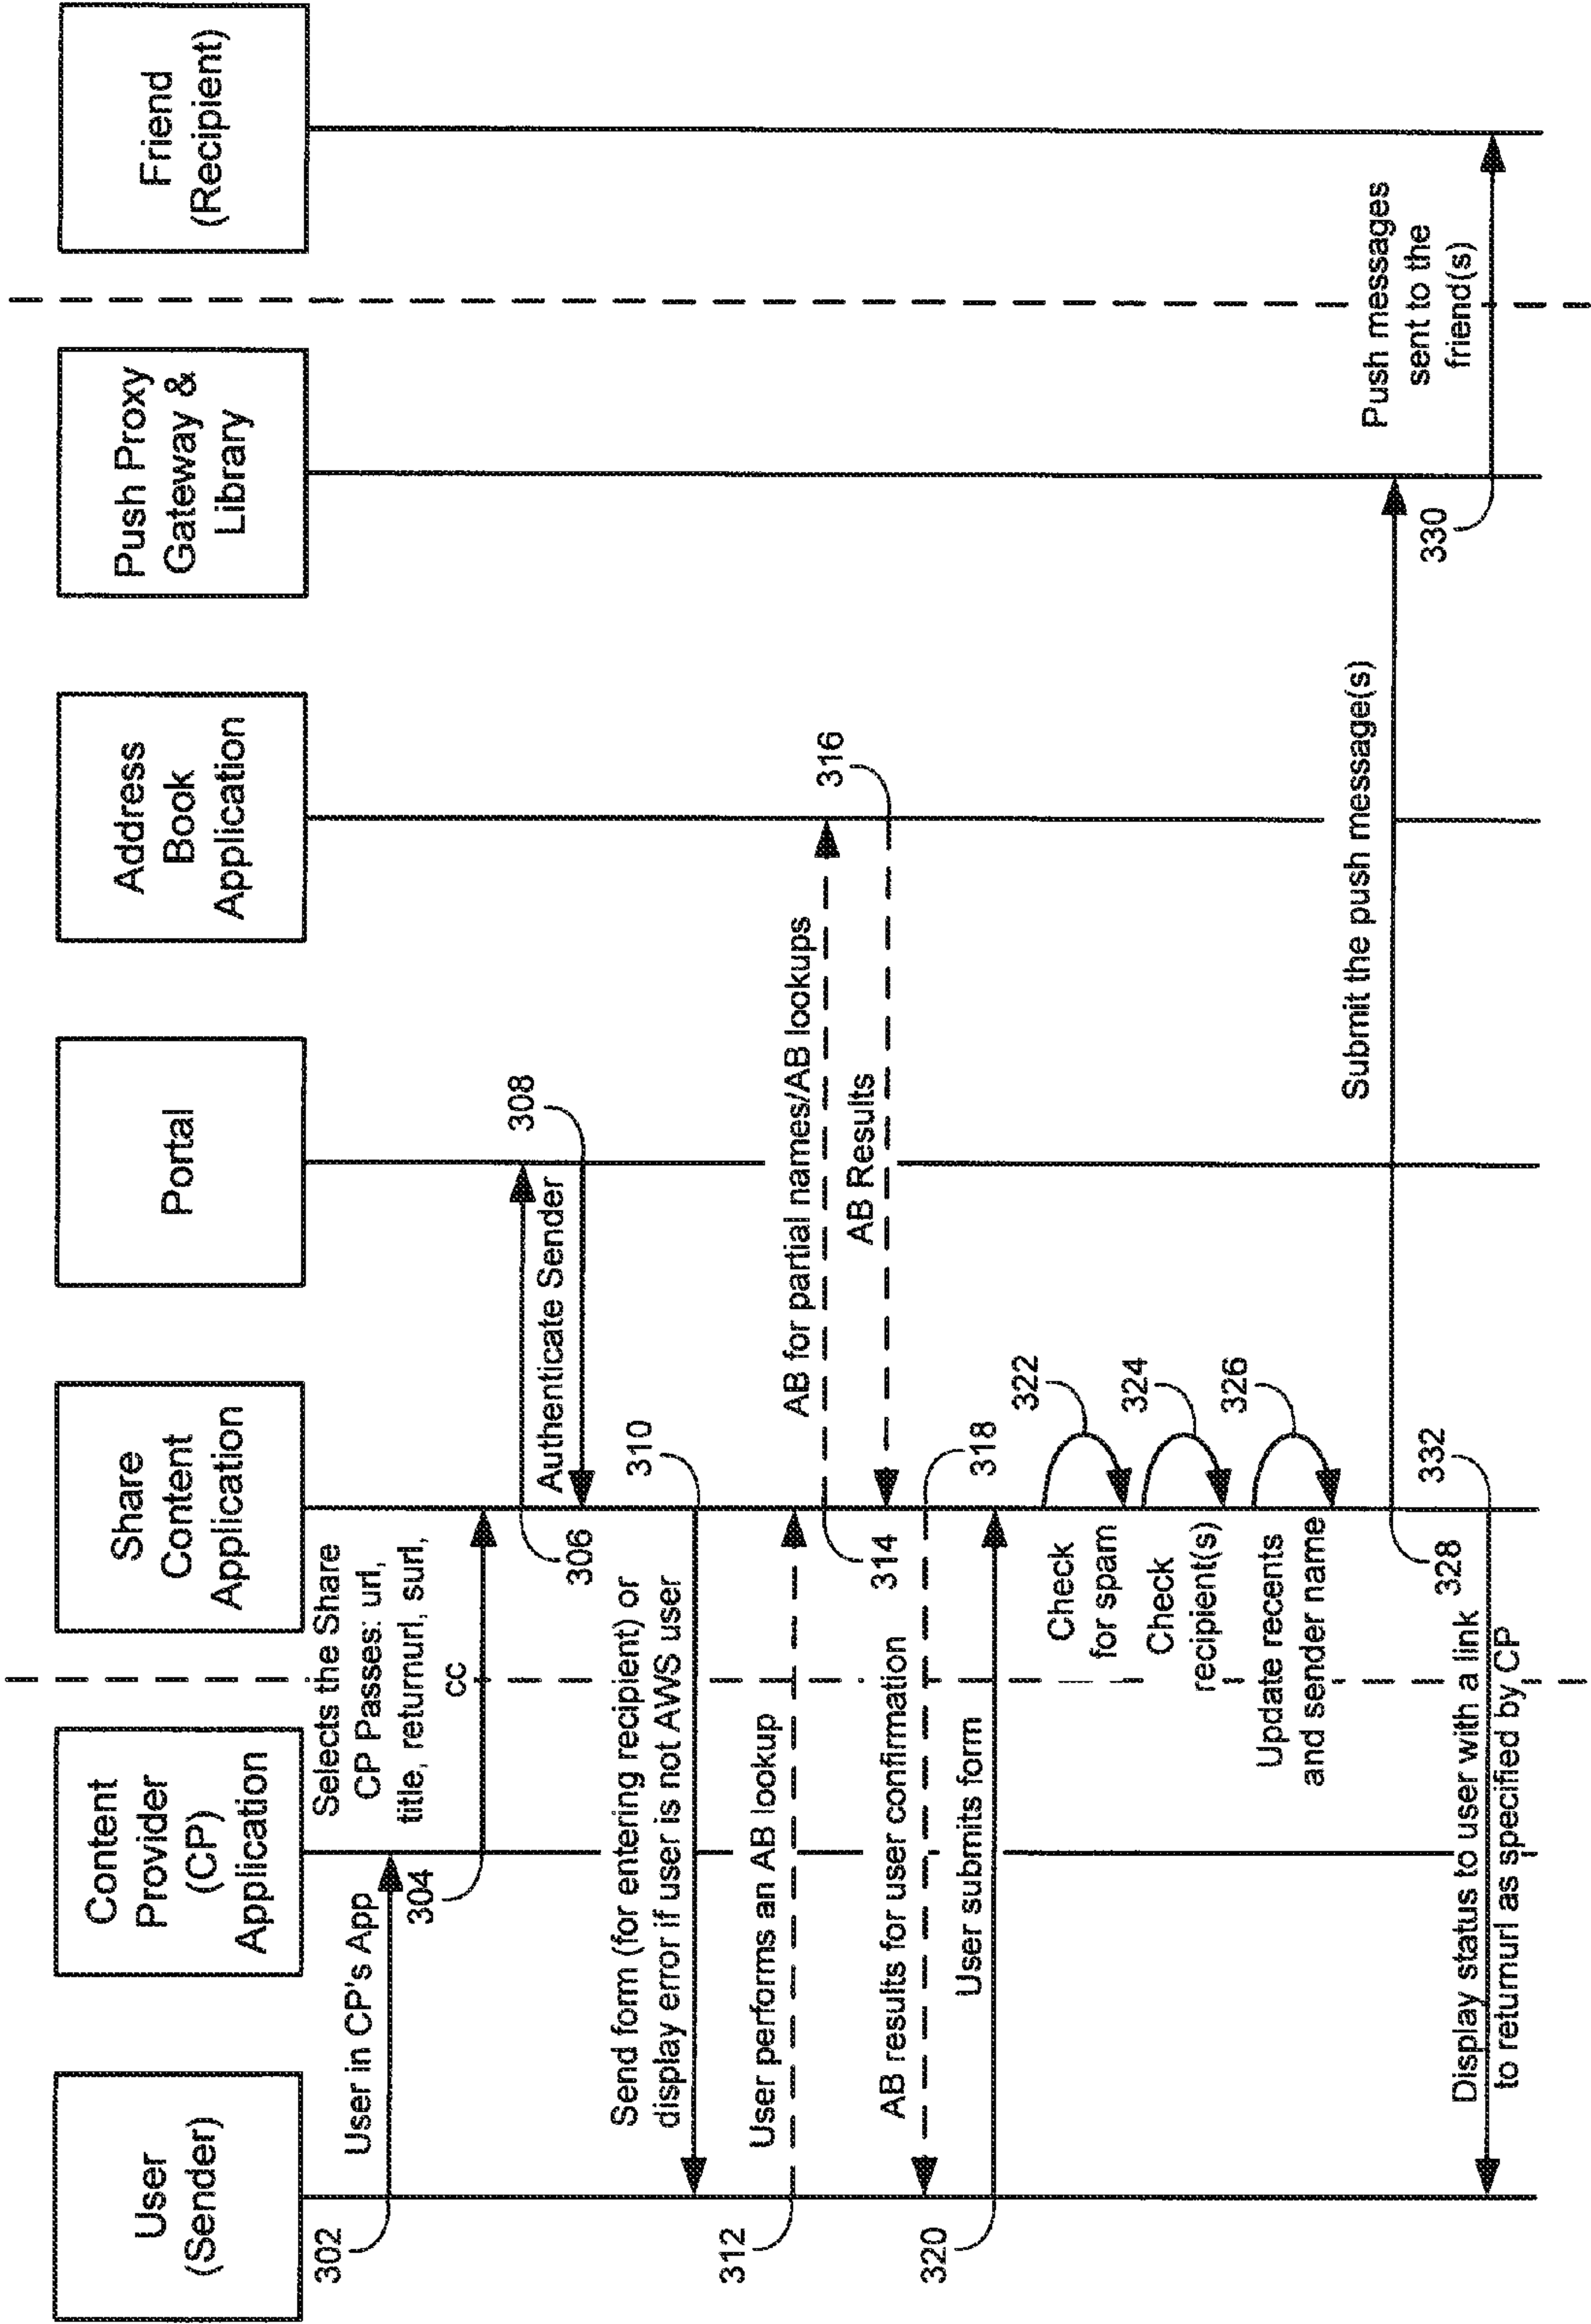 User
(Sender)
Content
Provider
(CP)
Application
Share
Content
Application
Portal
Address
Book
Application
Push Proxy
Gateway &
Library
Friend
(Recipient)
302
User in CP's App
304
Selects the Share
CP Passes: url,
title, returnurl, surl,
cc
306
308
Authenticate Sender
310
Send form (for entering recipient) or
display error if user is not AWS user
312
User performs an AB lookup
314
AB for partial names/AB lookups
316
AB Results
318
AB results for user confirmation
320
User submits form
322
Check
for spam
324
Check
recipient(s)
326
Update recents
and sender name
328
Submit the push message(s)
330
Push messages
sent to the
friend(s)
332
Display status to user with a link
to returnurl as specified by CP